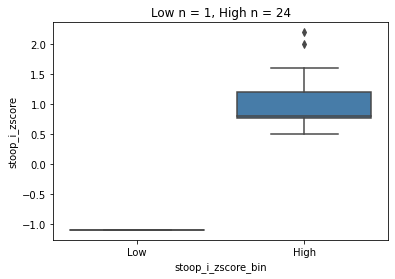 Low n = 1, High n = 24
stoop_i_zscore
2.0
1.5
1.0
0.5
0.0
−0.5
−1.0
Low
High
stoop_i_zscore_bin